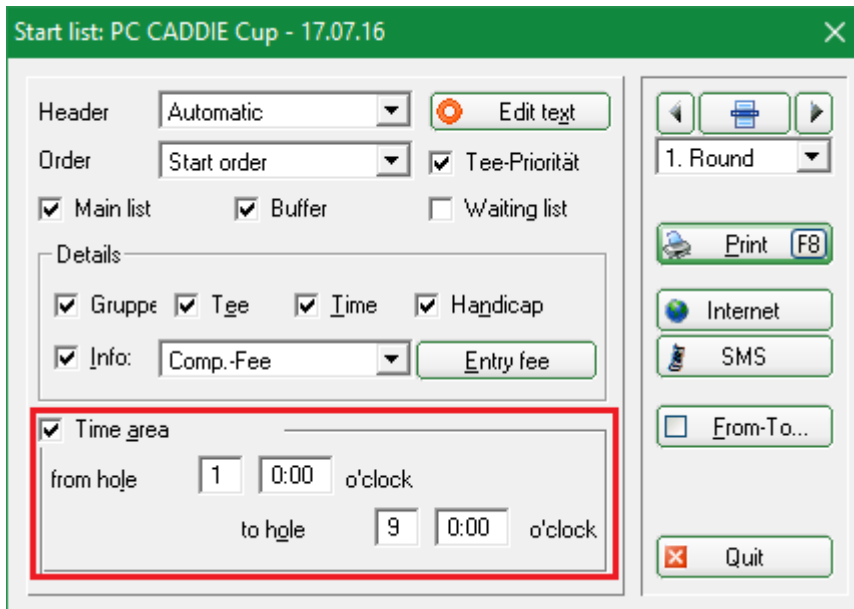 Start list: PC CADDIE Cup - 17.07.16
Header Automatic Edit text
Order Start order Tee-Priorität
Main list Buffer Waiting list
Details
Gruppe Tee Time Handicap
Info: Comp.-Fee Entry fee
Time area
from hole 1 0:00 o'clock
to hole 9 0:00 o'clock
1. Round
Print F8
Internet
SMS
From-To...
Quit